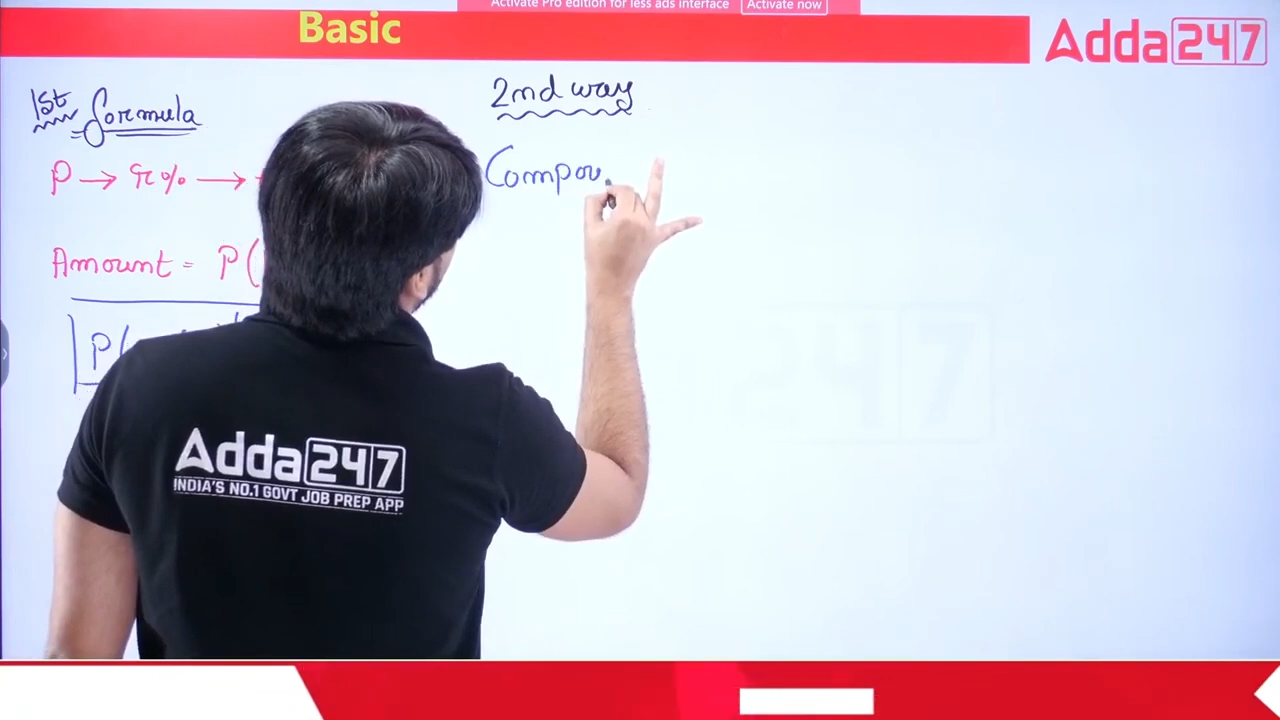 Activate Pro edition for less ads interface Activate now
Basic
Adda247
1st formula
P → r% →
Amount = P(
P(
2nd way
Compou
Adda247
INDIA'S NO.1 GOVT JOB PREP APP
247